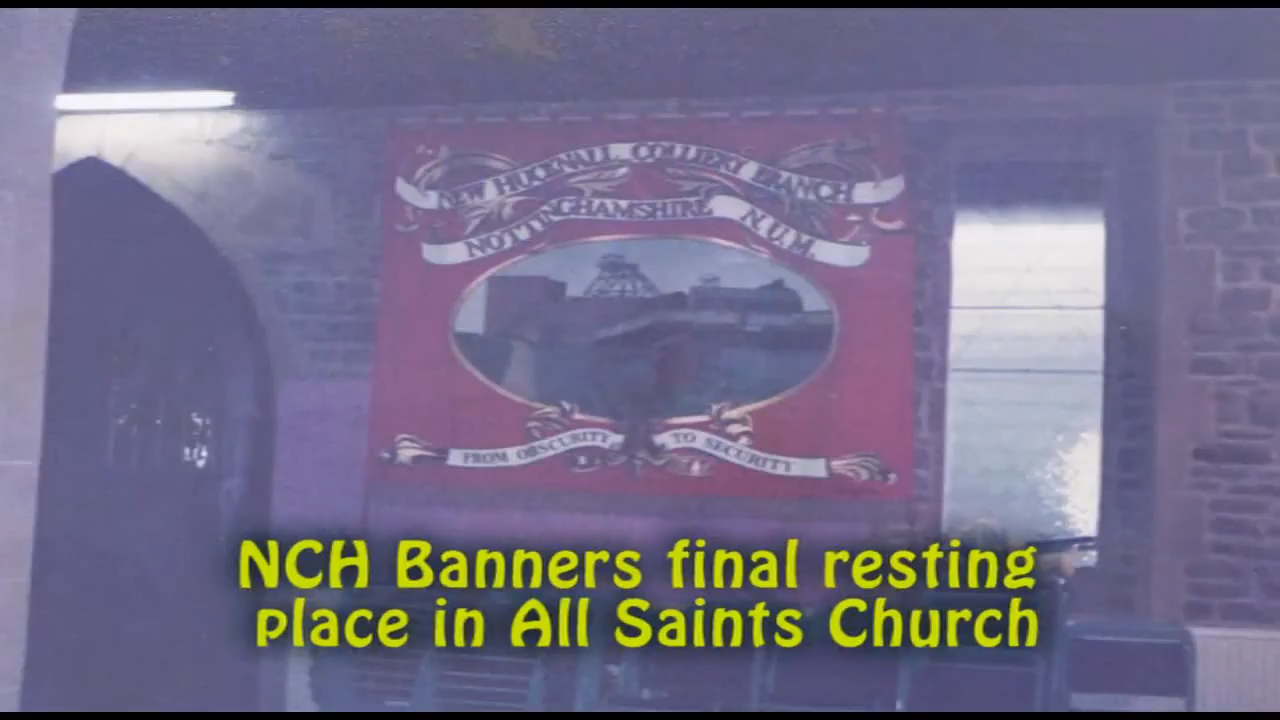 NEW HUCKNALL COLLIERY BRANCH
NOTTINGHAMSHIRE N.U.M.
FROM OBSCURITY TO SECURITY
NCH Banners final resting
place in All Saints Church